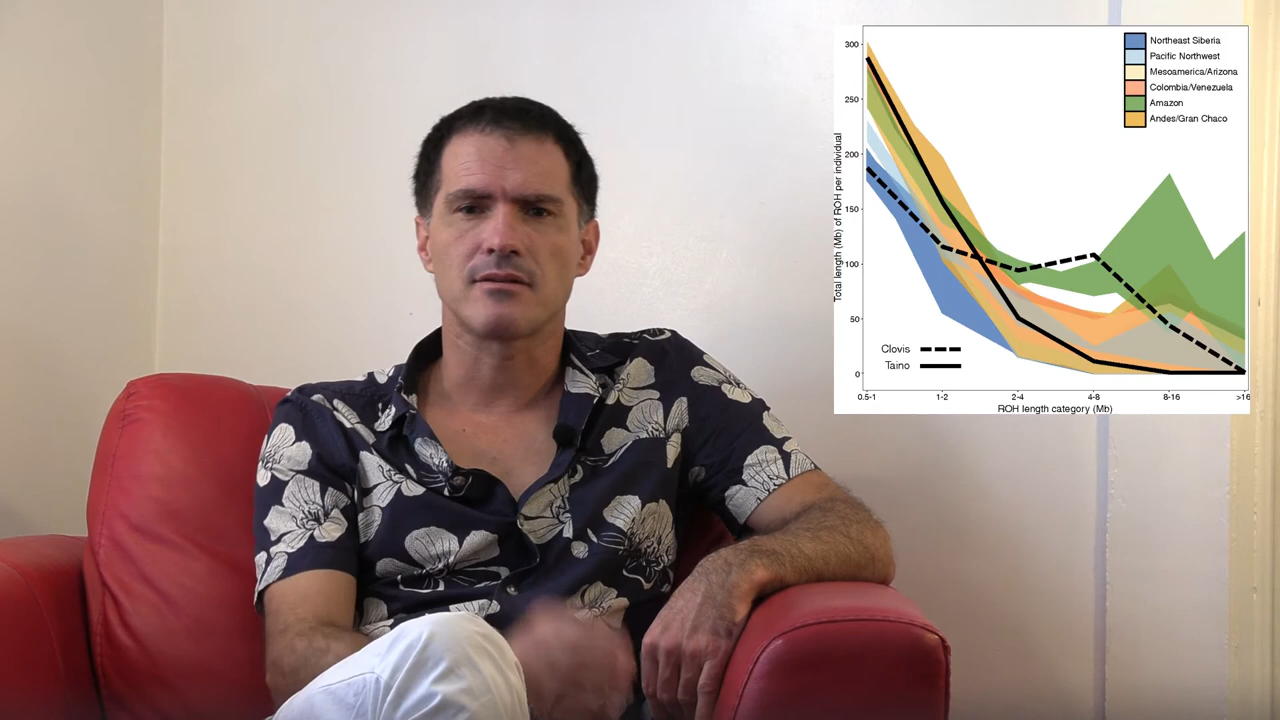 300
250
200
150
100
50
0
Total length (Mb) of ROH per individual
Northeast Siberia
Pacific Northwest
Mesoamerica/Arizona
Colombia/Venezuela
Amazon
Andes/Gran Chaco
Clovis
Taino
0.5-1 1-2 2-4 4-8 8-16 >16
ROH length category (Mb)